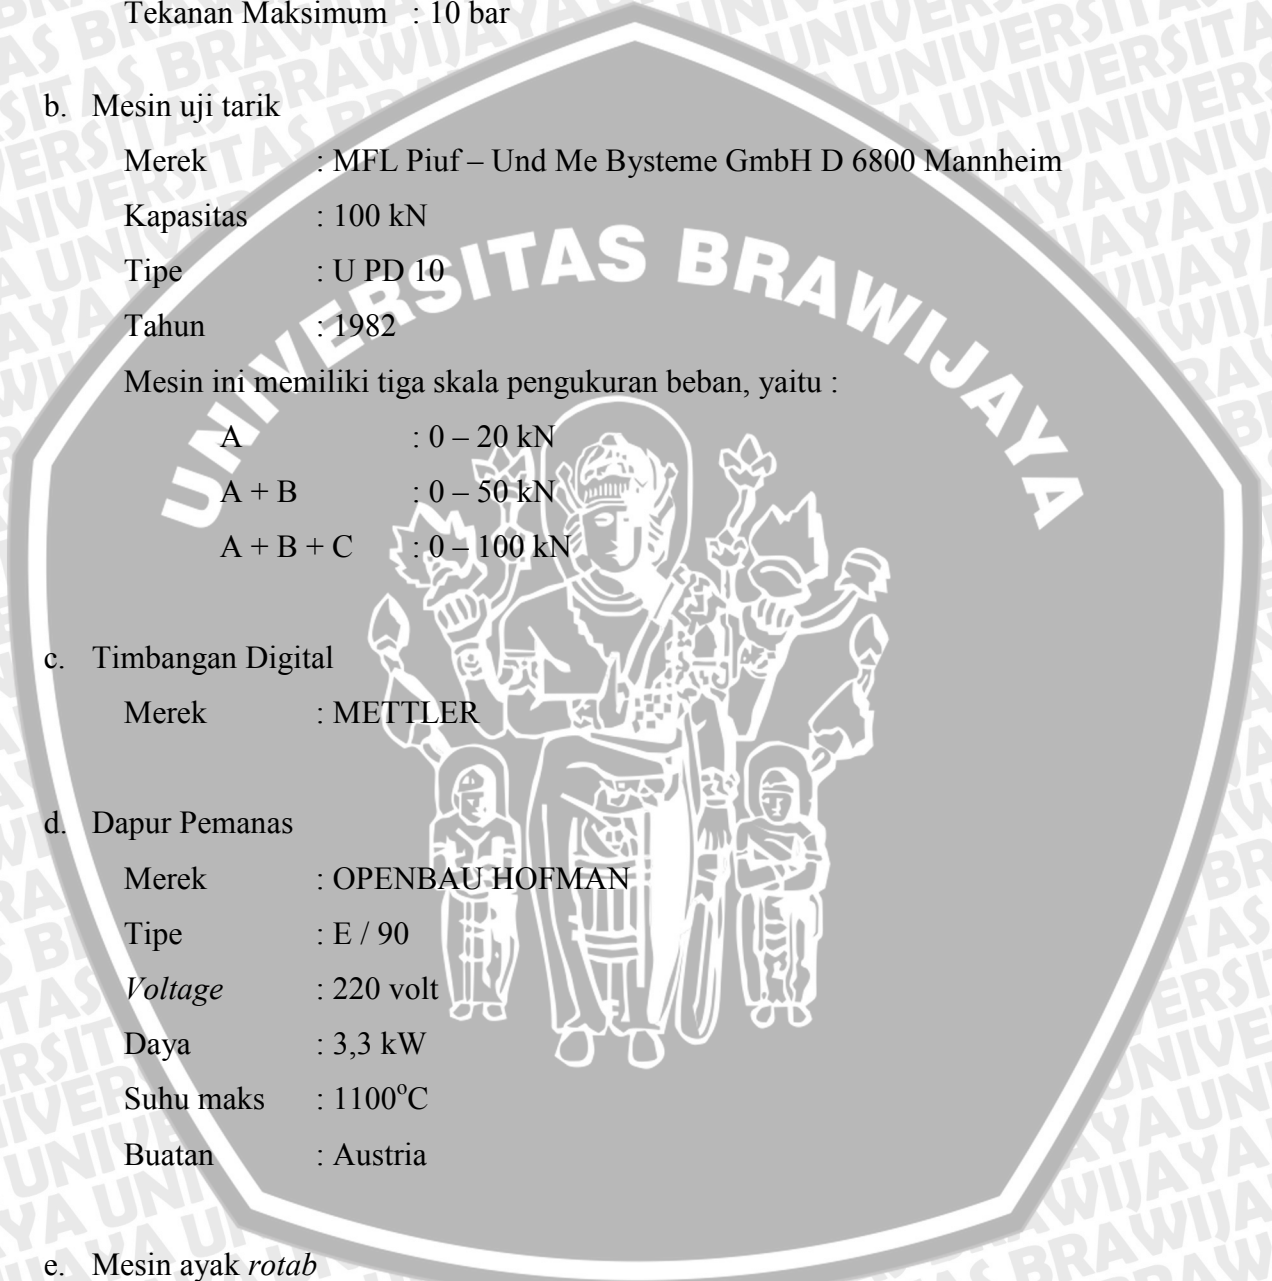 Tekanan Maksimum : 10 bar
b. Mesin uji tarik
Merek : MFL Piuf – Und Me Bysteme GmbH D 6800 Mannheim
Kapasitas : 100 kN
Tipe : U PD 10
Tahun : 1982
Mesin ini memiliki tiga skala pengukuran beban, yaitu :
A : 0 – 20 kN
A + B : 0 – 50 kN
A + B + C : 0 – 100 kN
c. Timbangan Digital
Merek : METTLER
d. Dapur Pemanas
Merek : OPENBAU HOFMAN
Tipe : E / 90
Voltage : 220 volt
Daya : 3,3 kW
Suhu maks : 1100°C
Buatan : Austria
e. Mesin ayak rotab
UNIVERSITAS BRAWIJAYA